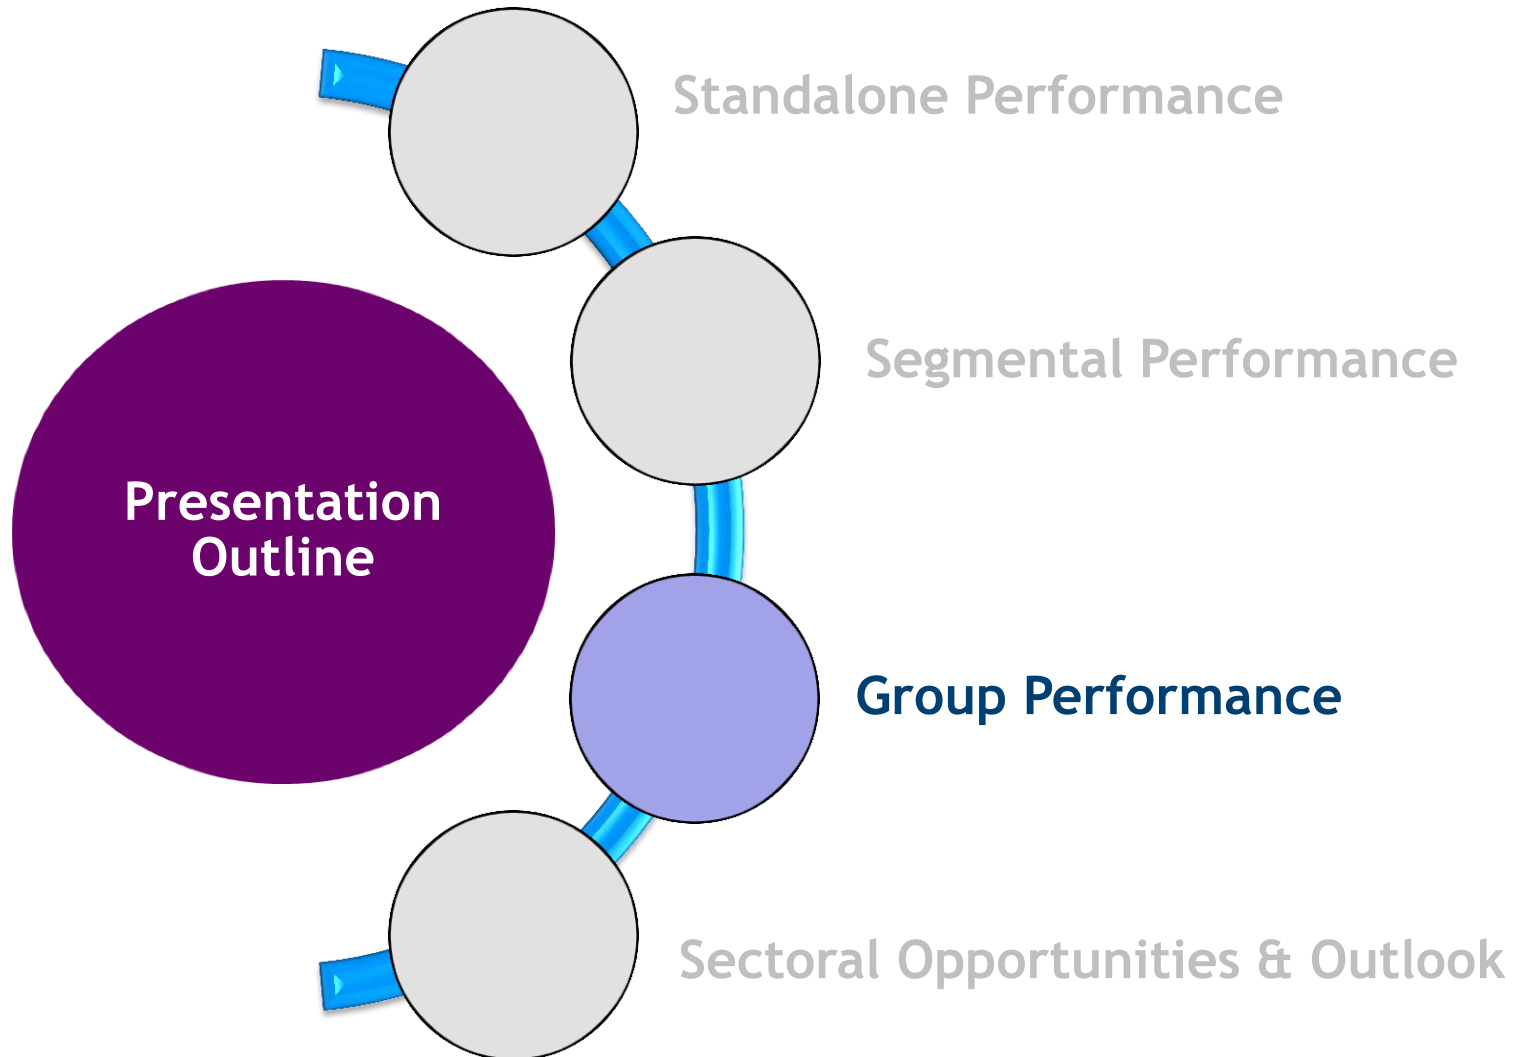 Standalone Performance
Segmental Performance
Presentation
Outline
Group Performance
Sectoral Opportunities & Outlook